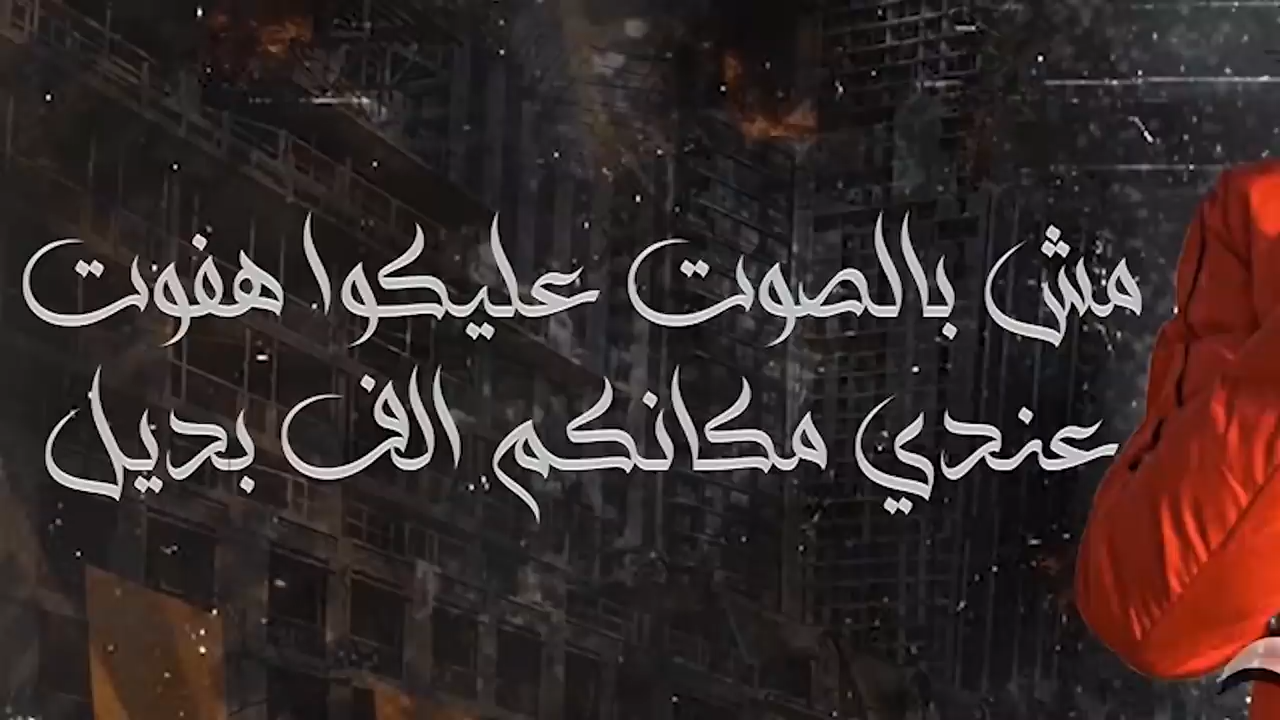 مش بالصوت عليكوا هفوت
عندي مكانكم الف بديل